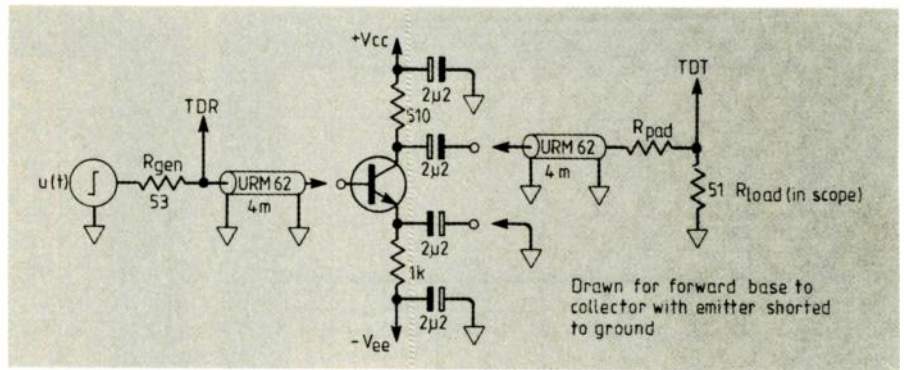 +Vcc
2µ2
510
TDR
TDT
Rgen
u(t)
53
URM 62
4m
2µ2
URM 62
4m
Rpad
51 Rload (in scope)
2µ2
1k
2µ2
-Vee
Drawn for forward base to
collector with emitter shorted
to ground